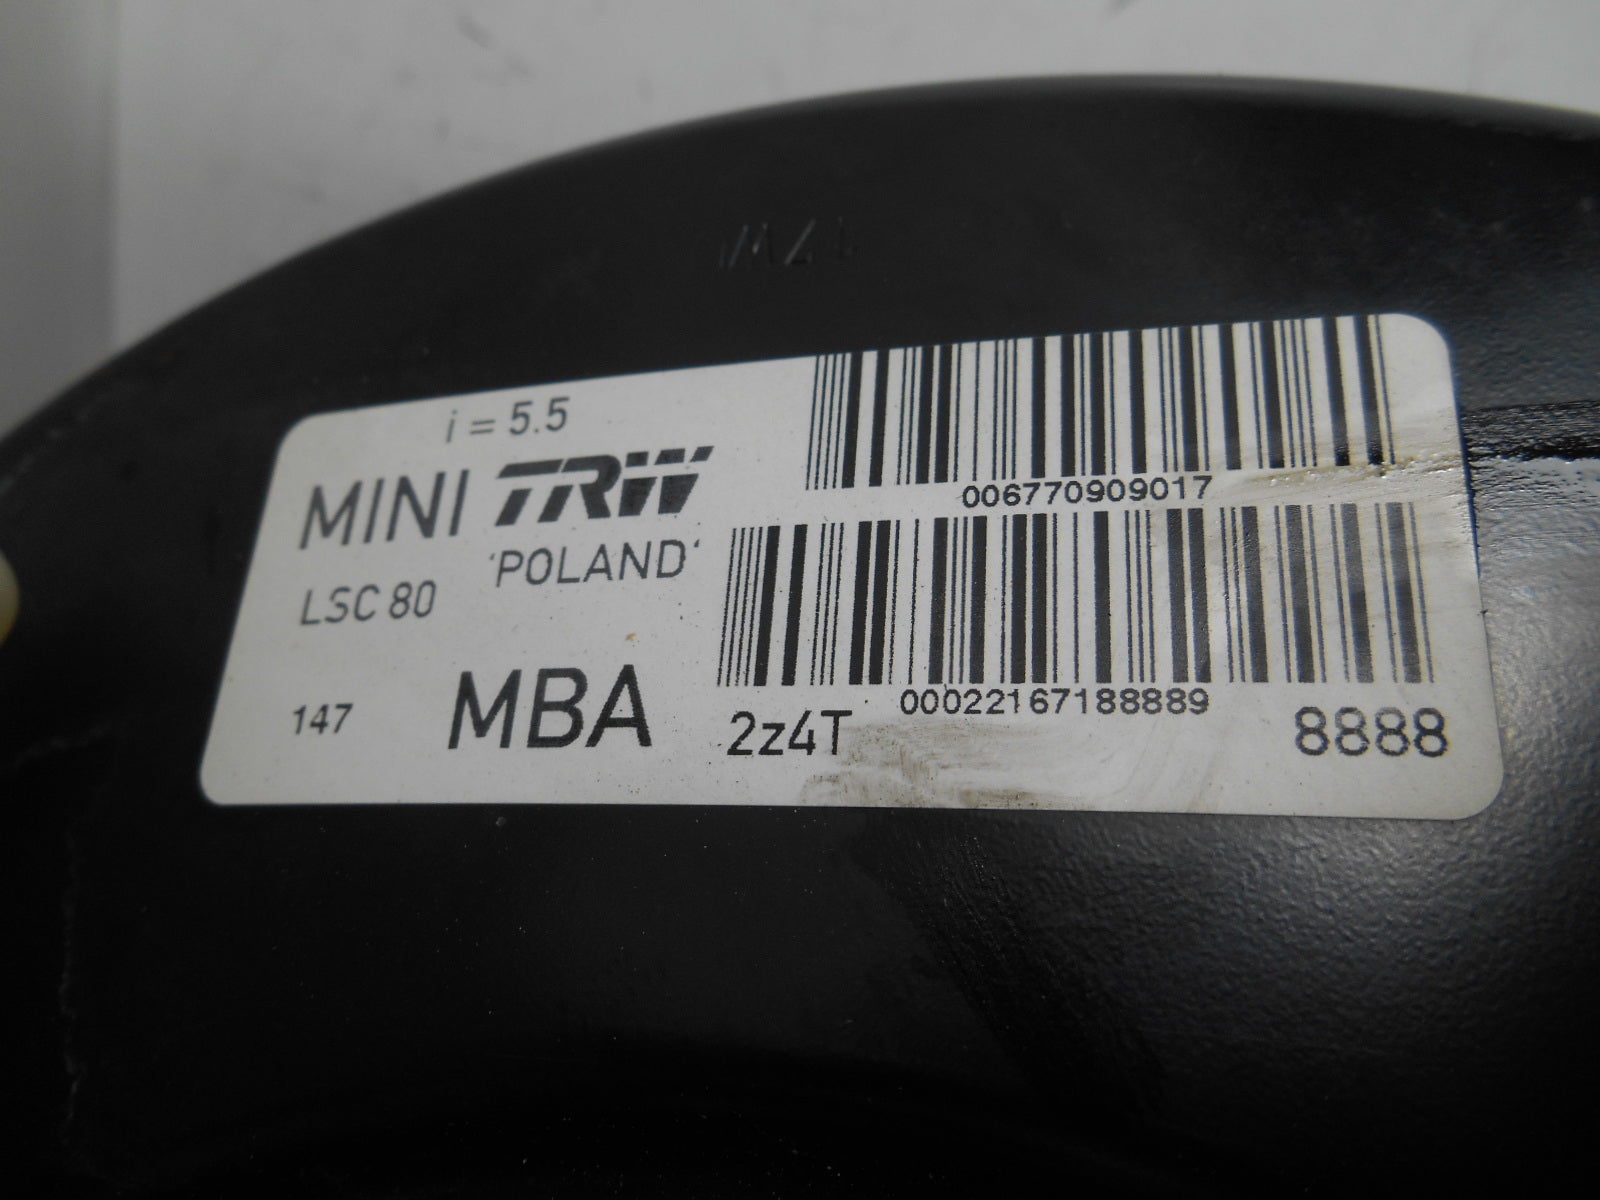 i = 5.5
MINI TRW
'POLAND'
LSC 80
147
MBA
2z4T
006770909017
00022167188889
8888